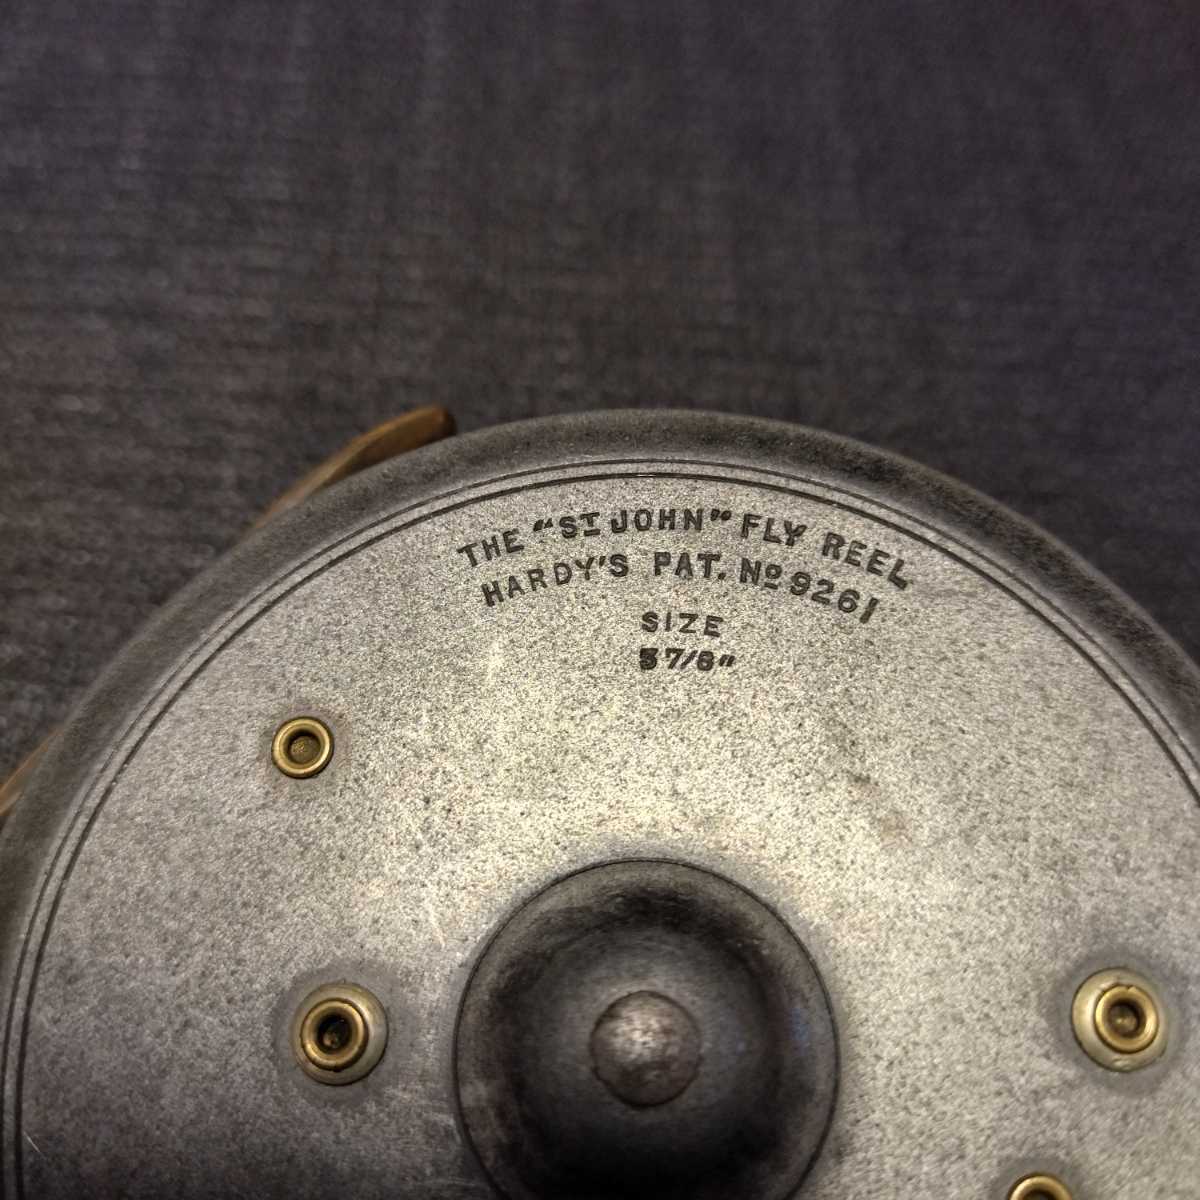 THE "ST JOHN" FLY REEL
HARDY'S PAT. No 9261
SIZE
3 7/8"